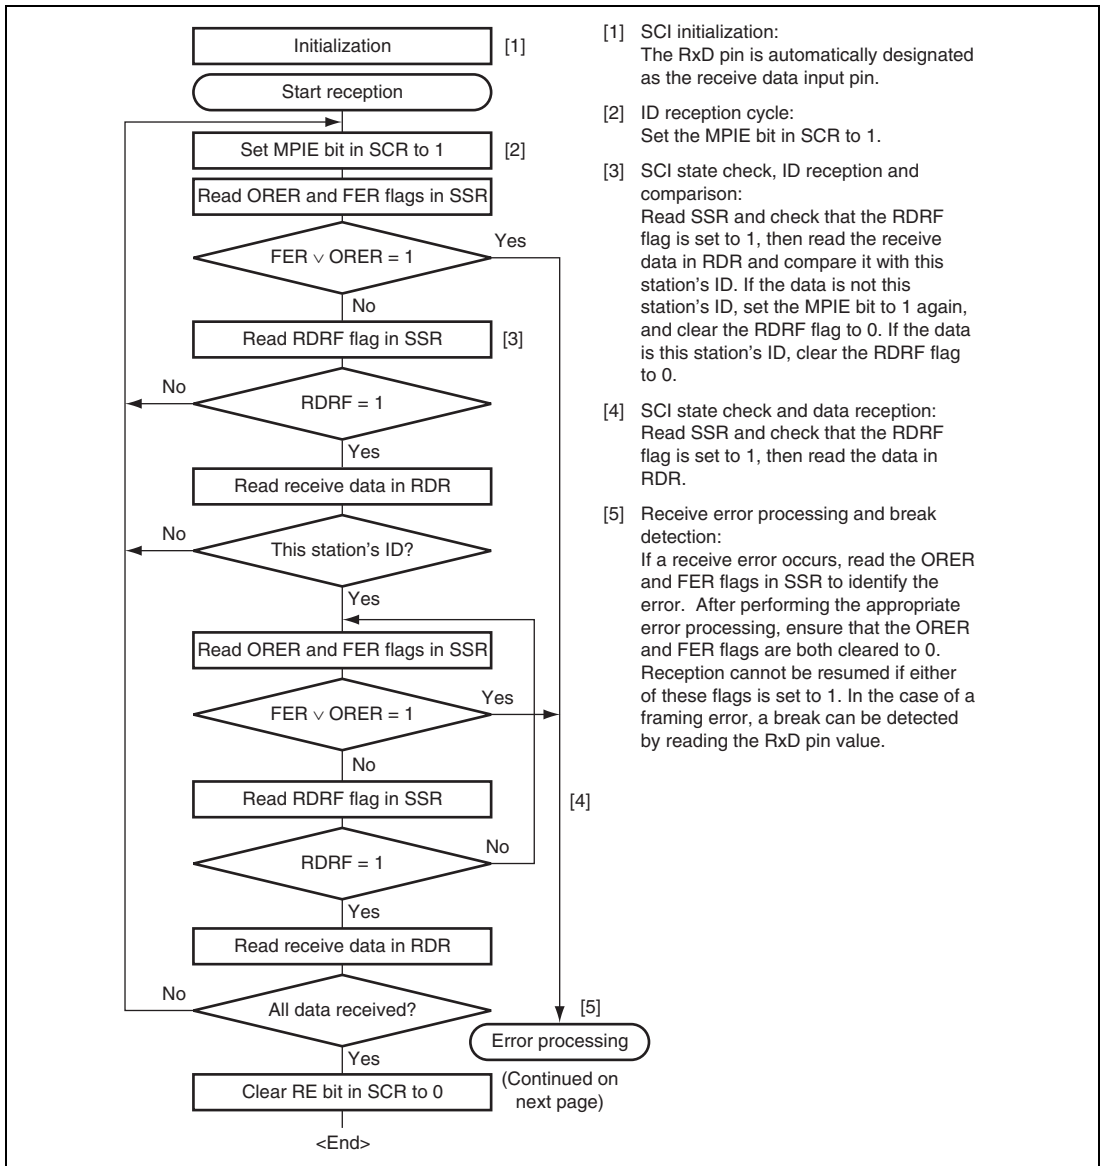 Initialization [1]
Start reception
Set MPIE bit in SCR to 1 [2]
Read ORER and FER flags in SSR
FER ∨ ORER = 1
Yes
No
Read RDRF flag in SSR [3]
No
RDRF = 1
Yes
Read receive data in RDR
No
This station's ID?
Yes
Read ORER and FER flags in SSR
FER ∨ ORER = 1
Yes
No
Read RDRF flag in SSR
[4]
RDRF = 1
No
Yes
Read receive data in RDR
No
All data received?
[5]
Error processing
Yes
(Continued on
next page)
Clear RE bit in SCR to 0
<End>
[1] SCI initialization:
The RxD pin is automatically designated
as the receive data input pin.
[2] ID reception cycle:
Set the MPIE bit in SCR to 1.
[3] SCI state check, ID reception and
comparison:
Read SSR and check that the RDRF
flag is set to 1, then read the receive
data in RDR and compare it with this
station's ID. If the data is not this
station's ID, set the MPIE bit to 1 again,
and clear the RDRF flag to 0. If the data
is this station's ID, clear the RDRF flag
to 0.
[4] SCI state check and data reception:
Read SSR and check that the RDRF
flag is set to 1, then read the data in
RDR.
[5] Receive error processing and break
detection:
If a receive error occurs, read the ORER
and FER flags in SSR to identify the
error. After performing the appropriate
error processing, ensure that the ORER
and FER flags are both cleared to 0.
Reception cannot be resumed if either
of these flags is set to 1. In the case of a
framing error, a break can be detected
by reading the RxD pin value.